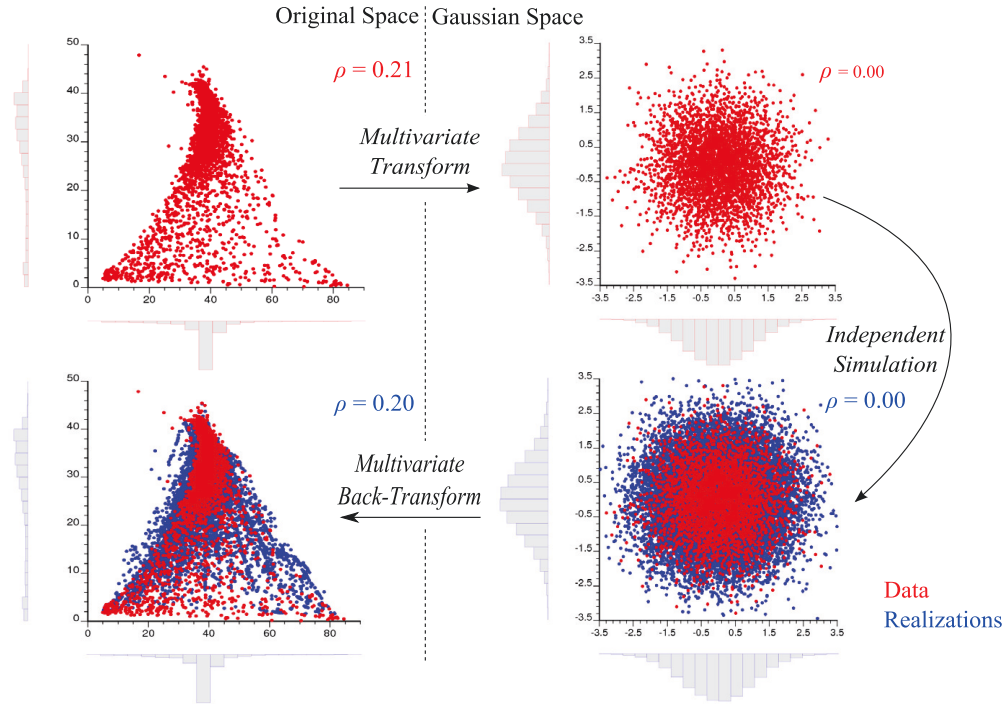 Original Space Gaussian Space
50
40
30
20
10
0
0 20 40 60 80
ρ = 0.21
Multivariate
Transform
3.5
2.5
1.5
0.5
-0.5
-1.5
-2.5
-3.5
-3.5 -2.5 -1.5 -0.5 0.5 1.5 2.5 3.5
ρ = 0.00
Independent
Simulation
50
40
30
20
10
0
0 20 40 60 80
ρ = 0.20
Multivariate
Back-Transform
3.5
2.5
1.5
0.5
-0.5
-1.5
-2.5
-3.5
-3.5 -2.5 -1.5 -0.5 0.5 1.5 2.5 3.5
ρ = 0.00
Data
Realizations